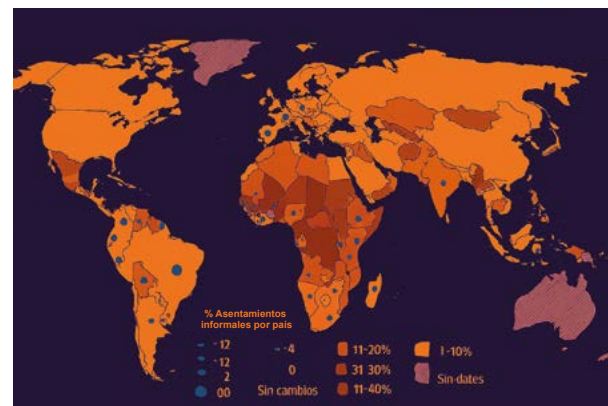 % Asentamientos
informales por país
-12
-12
2
00
-4
0
Sin cambios
11-20%
31-30%
11-40%
1-10%
Sin-dates